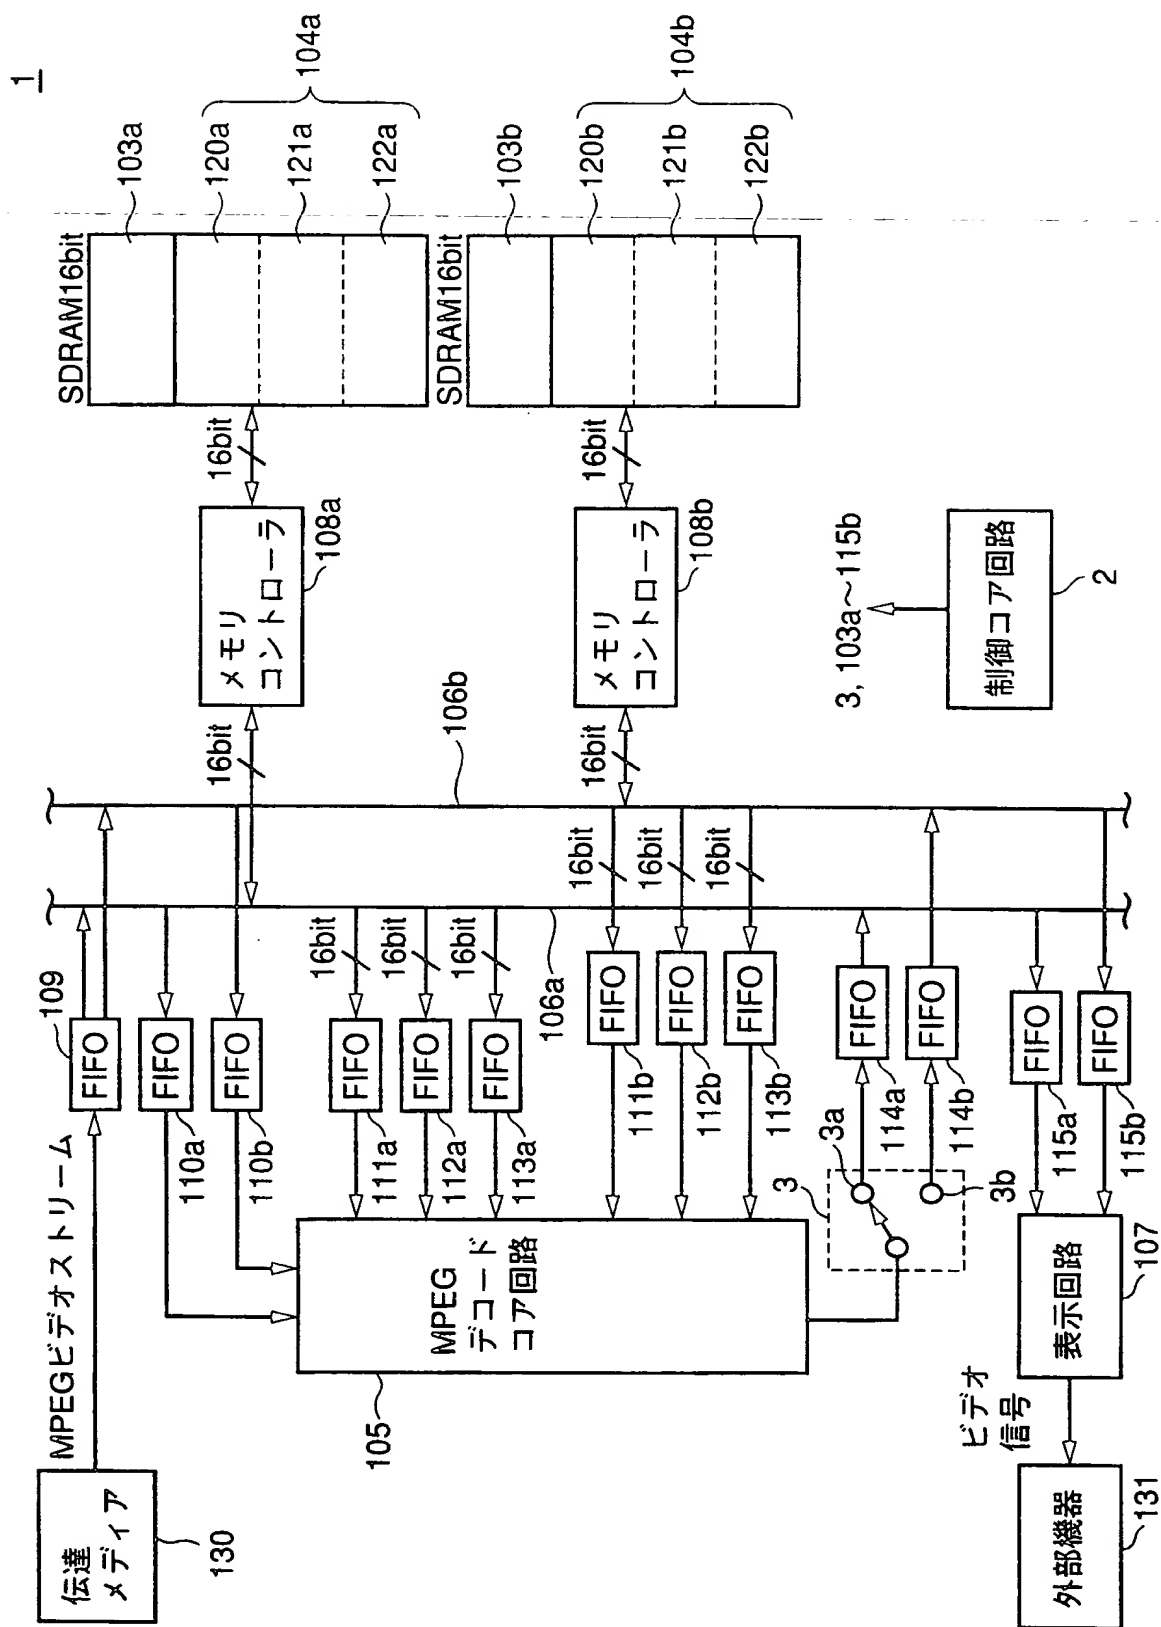 1
伝達
メディア
130
MPEGビデオストリーム
FIFO
109
FIFO
110a
FIFO
110b
FIFO
111a
16bit
FIFO
112a
16bit
FIFO
113a
16bit
FIFO
111b
16bit
FIFO
112b
16bit
FIFO
113b
16bit
MPEG
デコード
コア回路
105
106a
106b
16bit
メモリ
コントローラ
108a
16bit
SDRAM16bit
103a
120a
121a
122a
104a
16bit
メモリ
コントローラ
108b
16bit
SDRAM16bit
103b
120b
121b
122b
104b
3
3a
3b
FIFO
114a
FIFO
114b
FIFO
115a
FIFO
115b
表示回路
107
ビデオ
信号
外部機器
131
3, 103a〜115b
制御コア回路
2